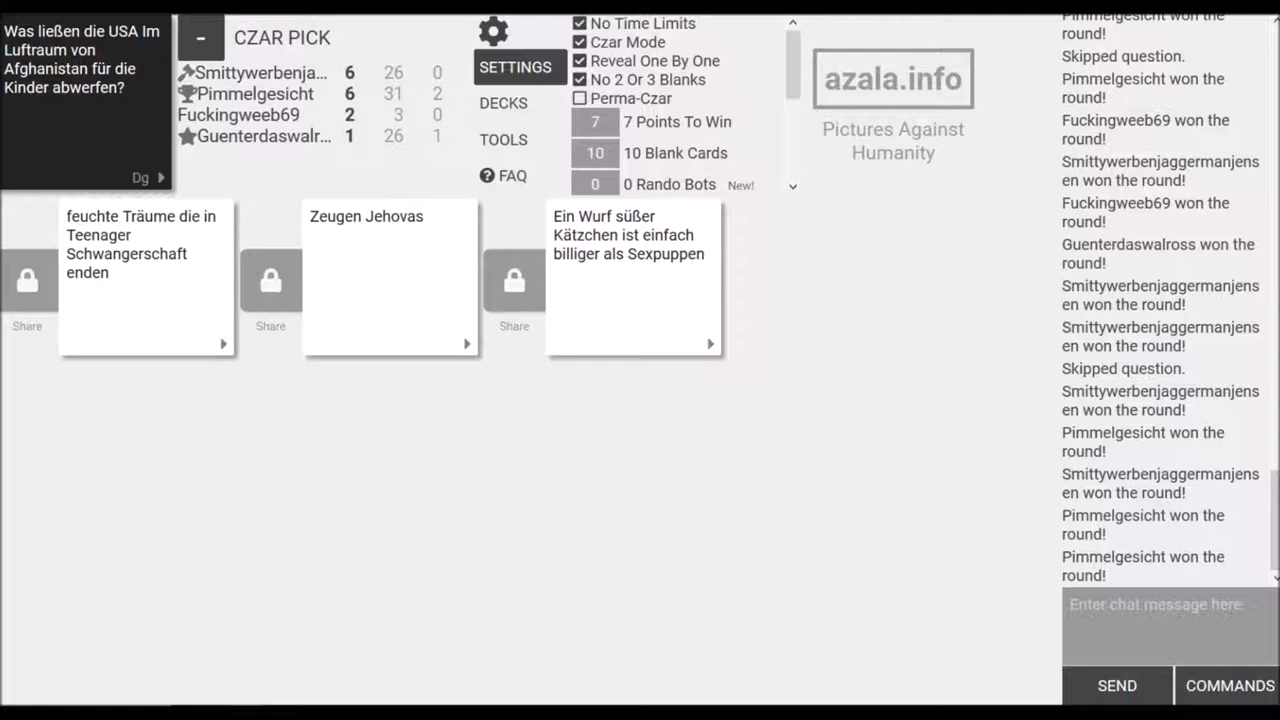 Was ließen die USA Im
Luftraum von
Afghanistan für die
Kinder abwerfen?
Dg
-
CZAR PICK
Smittywerbenja... 6 26 0
Pimmelgesicht 6 31 2
Fuckingweeb69 2 3 0
Guenterdaswalr... 1 26 1
SETTINGS
DECKS
TOOLS
FAQ
No Time Limits
Czar Mode
Reveal One By One
No 2 Or 3 Blanks
Perma-Czar
7 7 Points To Win
10 10 Blank Cards
0 0 Rando Bots New!
azala.info
Pictures Against
Humanity
feuchte Träume die in
Teenager
Schwangerschaft
enden
Share
Zeugen Jehovas
Share
Ein Wurf süßer
Kätzchen ist einfach
billiger als Sexpuppen
Share
Pimmelgesicht won the
round!
Skipped question.
Pimmelgesicht won the
round!
Fuckingweeb69 won the
round!
Smittywerbenjaggermanjens
en won the round!
Fuckingweeb69 won the
round!
Guenterdaswalross won the
round!
Smittywerbenjaggermanjens
en won the round!
Smittywerbenjaggermanjens
en won the round!
Skipped question.
Smittywerbenjaggermanjens
en won the round!
Pimmelgesicht won the
round!
Smittywerbenjaggermanjens
en won the round!
Pimmelgesicht won the
round!
Pimmelgesicht won the
round!
Enter chat message here.
SEND
COMMANDS